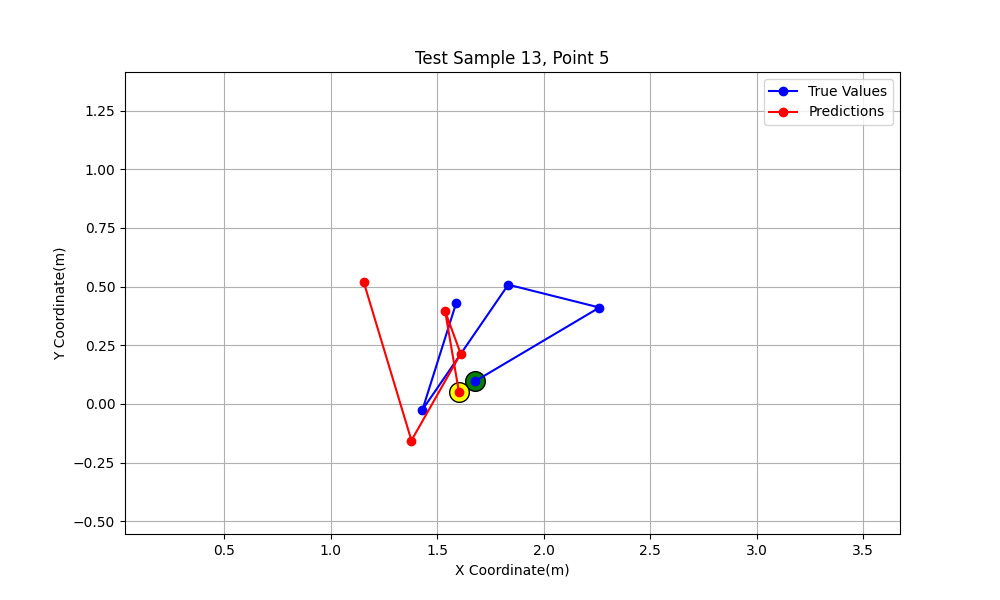 Test Sample 13, Point 5
True Values
Predictions
Y Coordinate(m)
1.25
1.00
0.75
0.50
0.25
0.00
−0.25
−0.50
0.5 1.0 1.5 2.0 2.5 3.0 3.5
X Coordinate(m)